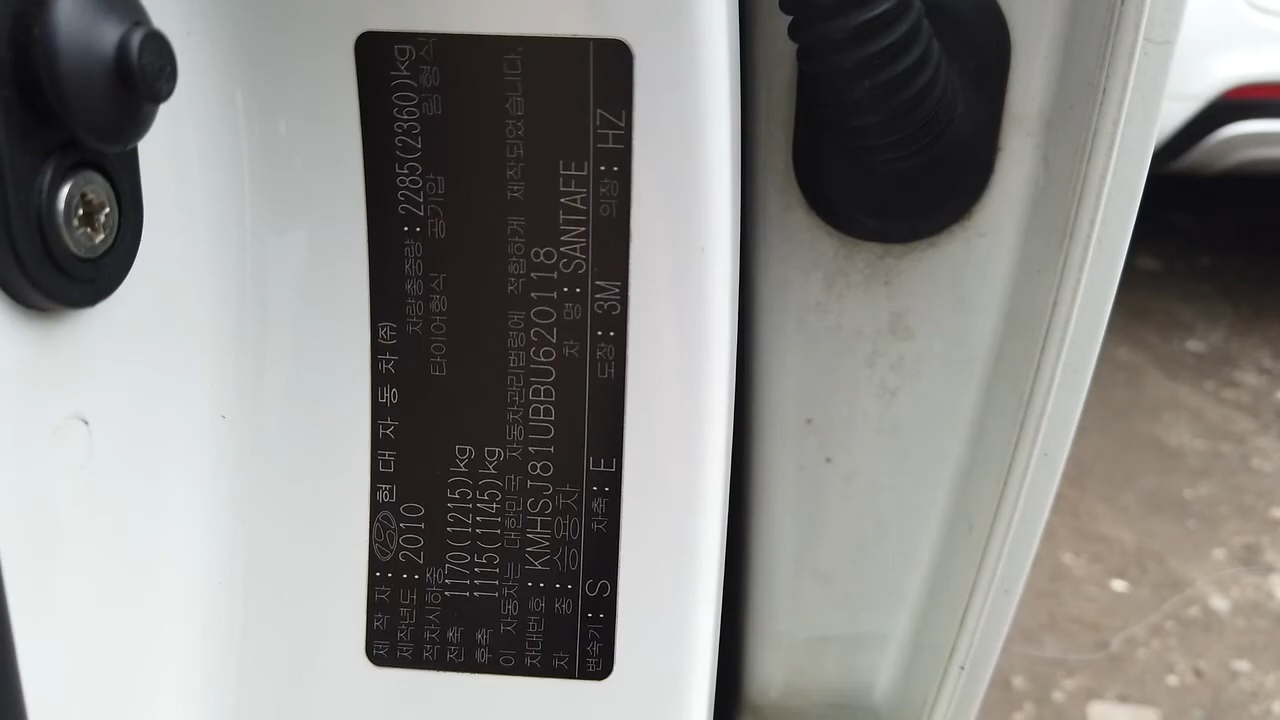 제 작 자 : 현 대 자 동 차 (주)
제작년도 : 2010 차량총중량 : 2285(2360)kg
적차시하중 타이어형식 공기압 림형식
전축 1170(1215)kg
후축 1115(1145)kg
이 자동차는 대한민국 자동차관리법령에 적합하게 제작되었습니다.
차대번호 : KMHSJ81UBBU620118
차 종 : 승용차 차 명 : SANTAFE
변속기 : S 차축 : E 도장 : 3M 의장 : HZ